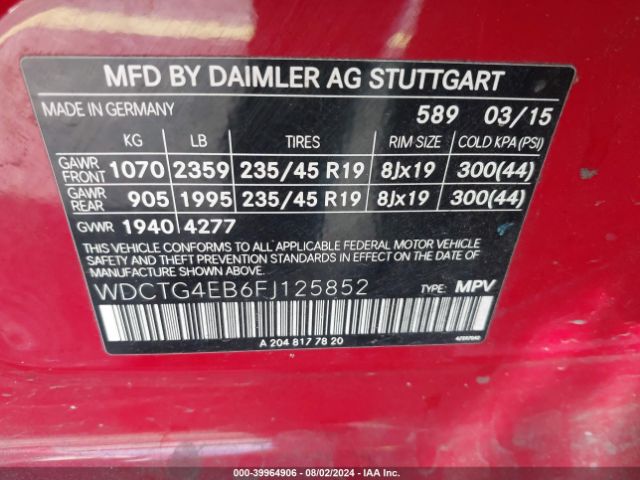 MFD BY DAIMLER AG STUTTGART
MADE IN GERMANY 589 03/15
KG LB TIRES RIM SIZE COLD KPA(PSI)
GAWR FRONT 1070 2359 235/45 R19 8Jx19 300(44)
GAWR REAR 905 1995 235/45 R19 8Jx19 300(44)
GVWR 1940 4277
THIS VEHICLE CONFORMS TO ALL APPLICABLE FEDERAL MOTOR VEHICLE
SAFETY AND THEFT PREVENTION STANDARDS IN EFFECT ON THE DATE
OF MANUFACTURE SHOWN ABOVE.
WDCTG4EB6FJ125852 TYPE: MPV
A 204 817 78 20
000-39964906 - 08/02/2024 - IAA Inc.